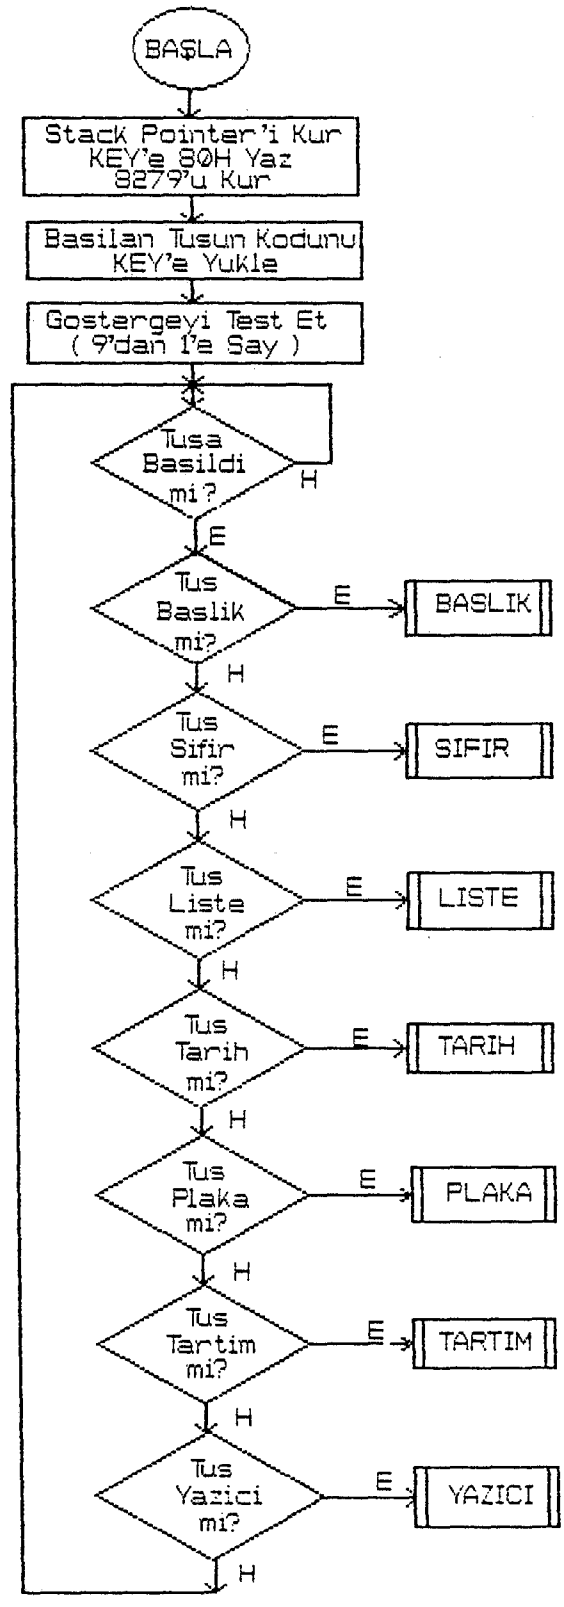 BAŞLA
Stack Pointer'i Kur
KEY'e 80H Yaz
8279'u Kur
Basilan Tusun Kodunu
KEY'e Yukle
Gostergeyi Test Et
( 9'dan 1'e Say )
Tusa
Basildi
mi?
H
E
Tus
Baslik
mi?
E
BASLIK
H
Tus
Sifir
mi?
E
SIFIR
H
Tus
Liste
mi?
E
LISTE
H
Tus
Tarih
mi?
E
TARIH
H
Tus
Plaka
mi?
E
PLAKA
H
Tus
Tartim
mi?
E
TARTIM
H
Tus
Yazici
mi?
E
YAZICI
H